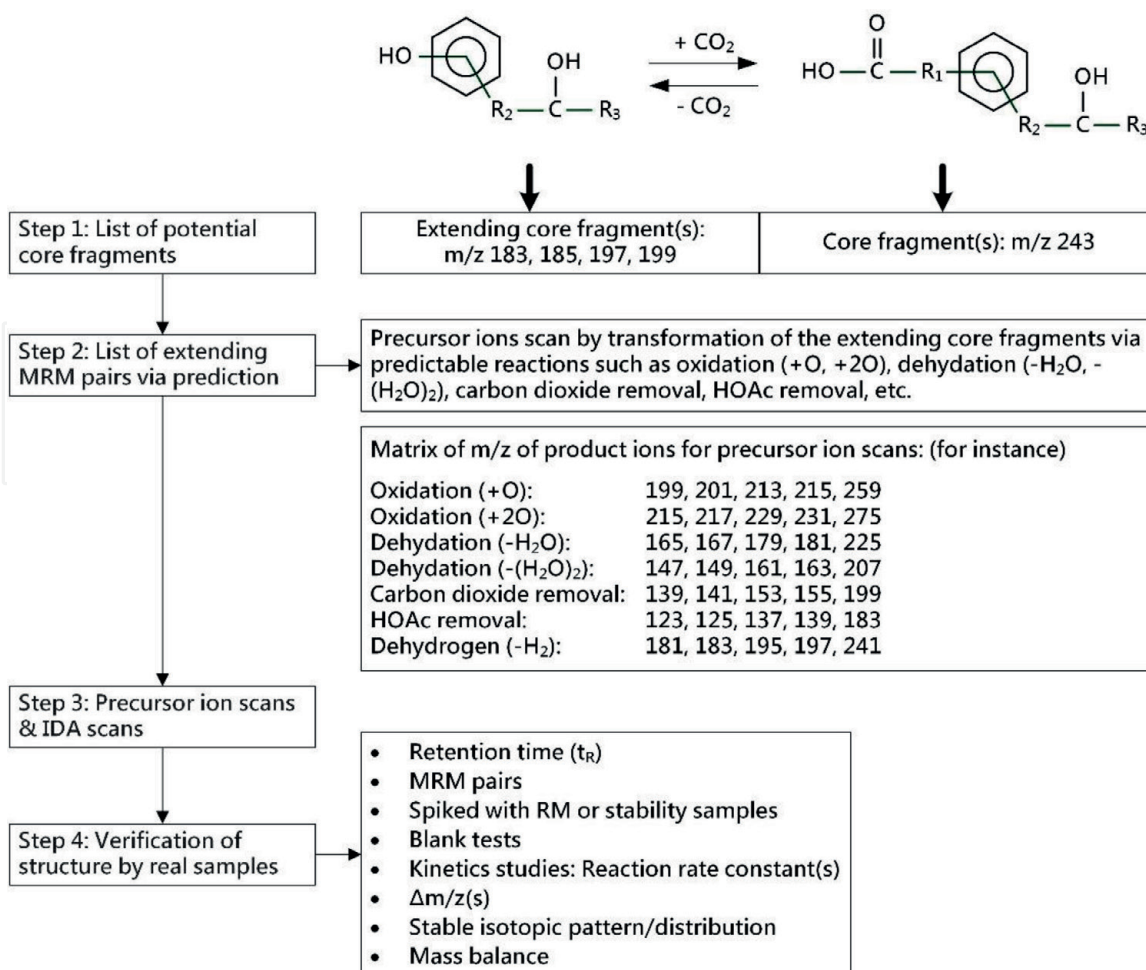 HO
OH
R₂
C
R₃
+ CO₂
- CO₂
O
HO
C
R₁
OH
R₂
C
R₃
Step 1: List of potential
core fragments
Extending core fragment(s):
m/z 183, 185, 197, 199
Core fragment(s): m/z 243
Step 2: List of extending
MRM pairs via prediction
Precursor ions scan by transformation of the extending core fragments via
predictable reactions such as oxidation (+O, +2O), dehydation (-H₂O, -
(H₂O)₂), carbon dioxide removal, HOAc removal, etc.
Matrix of m/z of product ions for precursor ion scans: (for instance)
Oxidation (+O): 199, 201, 213, 215, 259
Oxidation (+2O): 215, 217, 229, 231, 275
Dehydation (-H₂O): 165, 167, 179, 181, 225
Dehydation (-(H₂O)₂): 147, 149, 161, 163, 207
Carbon dioxide removal: 139, 141, 153, 155, 199
HOAc removal: 123, 125, 137, 139, 183
Dehydrogen (-H₂): 181, 183, 195, 197, 241
Step 3: Precursor ion scans
& IDA scans
Step 4: Verification of
structure by real samples
• Retention time (t_R)
• MRM pairs
• Spiked with RM or stability samples
• Blank tests
• Kinetics studies: Reaction rate constant(s)
• Δm/z(s)
• Stable isotopic pattern/distribution
• Mass balance